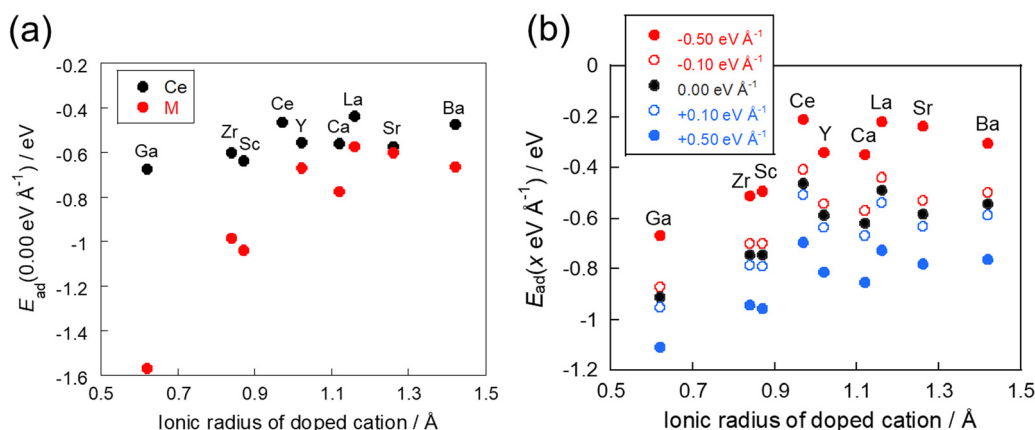 (a)
-0.2
-0.4
-0.6
-0.8
-1
-1.2
-1.4
-1.6
0.5 0.7 0.9 1.1 1.3 1.5
E_ad(0.00 eV Å⁻¹) / eV
Ionic radius of doped cation / Å
Ce
M
Ga
Zr
Sc
Ce
Y
Ca
La
Sr
Ba
(b)
0
-0.2
-0.4
-0.6
-0.8
-1
-1.2
0.5 0.7 0.9 1.1 1.3 1.5
E_ad(x eV Å⁻¹) / eV
Ionic radius of doped cation / Å
-0.50 eV Å⁻¹
-0.10 eV Å⁻¹
0.00 eV Å⁻¹
+0.10 eV Å⁻¹
+0.50 eV Å⁻¹
Ga
Zr
Sc
Ce
Y
Ca
La
Sr
Ba